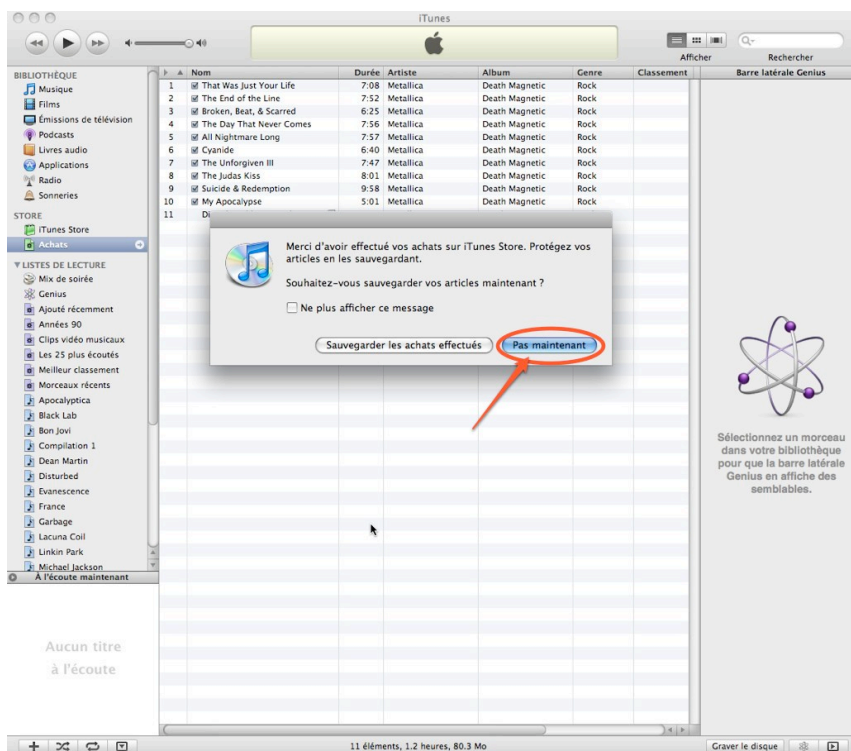 iTunes
Afficher
Rechercher
BIBLIOTHÈQUE
Musique
Films
Émissions de télévision
Podcasts
Livres audio
Applications
Radio
Sonneries
STORE
iTunes Store
Achats
LISTES DE LECTURE
Mix de soirée
Genius
Ajouté récemment
Années 90
Clips vidéo musicaux
Les 25 plus écoutés
Meilleur classement
Morceaux récents
Apocalyptica
Black Lab
Bon Jovi
Compilation 1
Dean Martin
Disturbed
Evanescence
France
Garbage
Lacuna Coil
Linkin Park
Michael Jackson
À l'écoute maintenant
Aucun titre
à l'écoute
Nom Durée Artiste Album Genre Classement
1 That Was Just Your Life 7:08 Metallica Death Magnetic Rock
2 The End of the Line 7:52 Metallica Death Magnetic Rock
3 Broken, Beat, & Scarred 6:25 Metallica Death Magnetic Rock
4 The Day That Never Comes 7:56 Metallica Death Magnetic Rock
5 All Nightmare Long 7:57 Metallica Death Magnetic Rock
6 Cyanide 6:40 Metallica Death Magnetic Rock
7 The Unforgiven III 7:47 Metallica Death Magnetic Rock
8 The Judas Kiss 8:01 Metallica Death Magnetic Rock
9 Suicide & Redemption 9:58 Metallica Death Magnetic Rock
10 My Apocalypse 5:01 Metallica Death Magnetic Rock
11
Merci d'avoir effectué vos achats sur iTunes Store. Protégez vos
articles en les sauvegardant.
Souhaitez-vous sauvegarder vos articles maintenant ?
Ne plus afficher ce message
Sauvegarder les achats effectués
Pas maintenant
Barre latérale Genius
Sélectionnez un morceau
dans votre bibliothèque
pour que la barre latérale
Genius en affiche des
semblables.
11 éléments, 1.2 heures, 80.3 Mo
Graver le disque